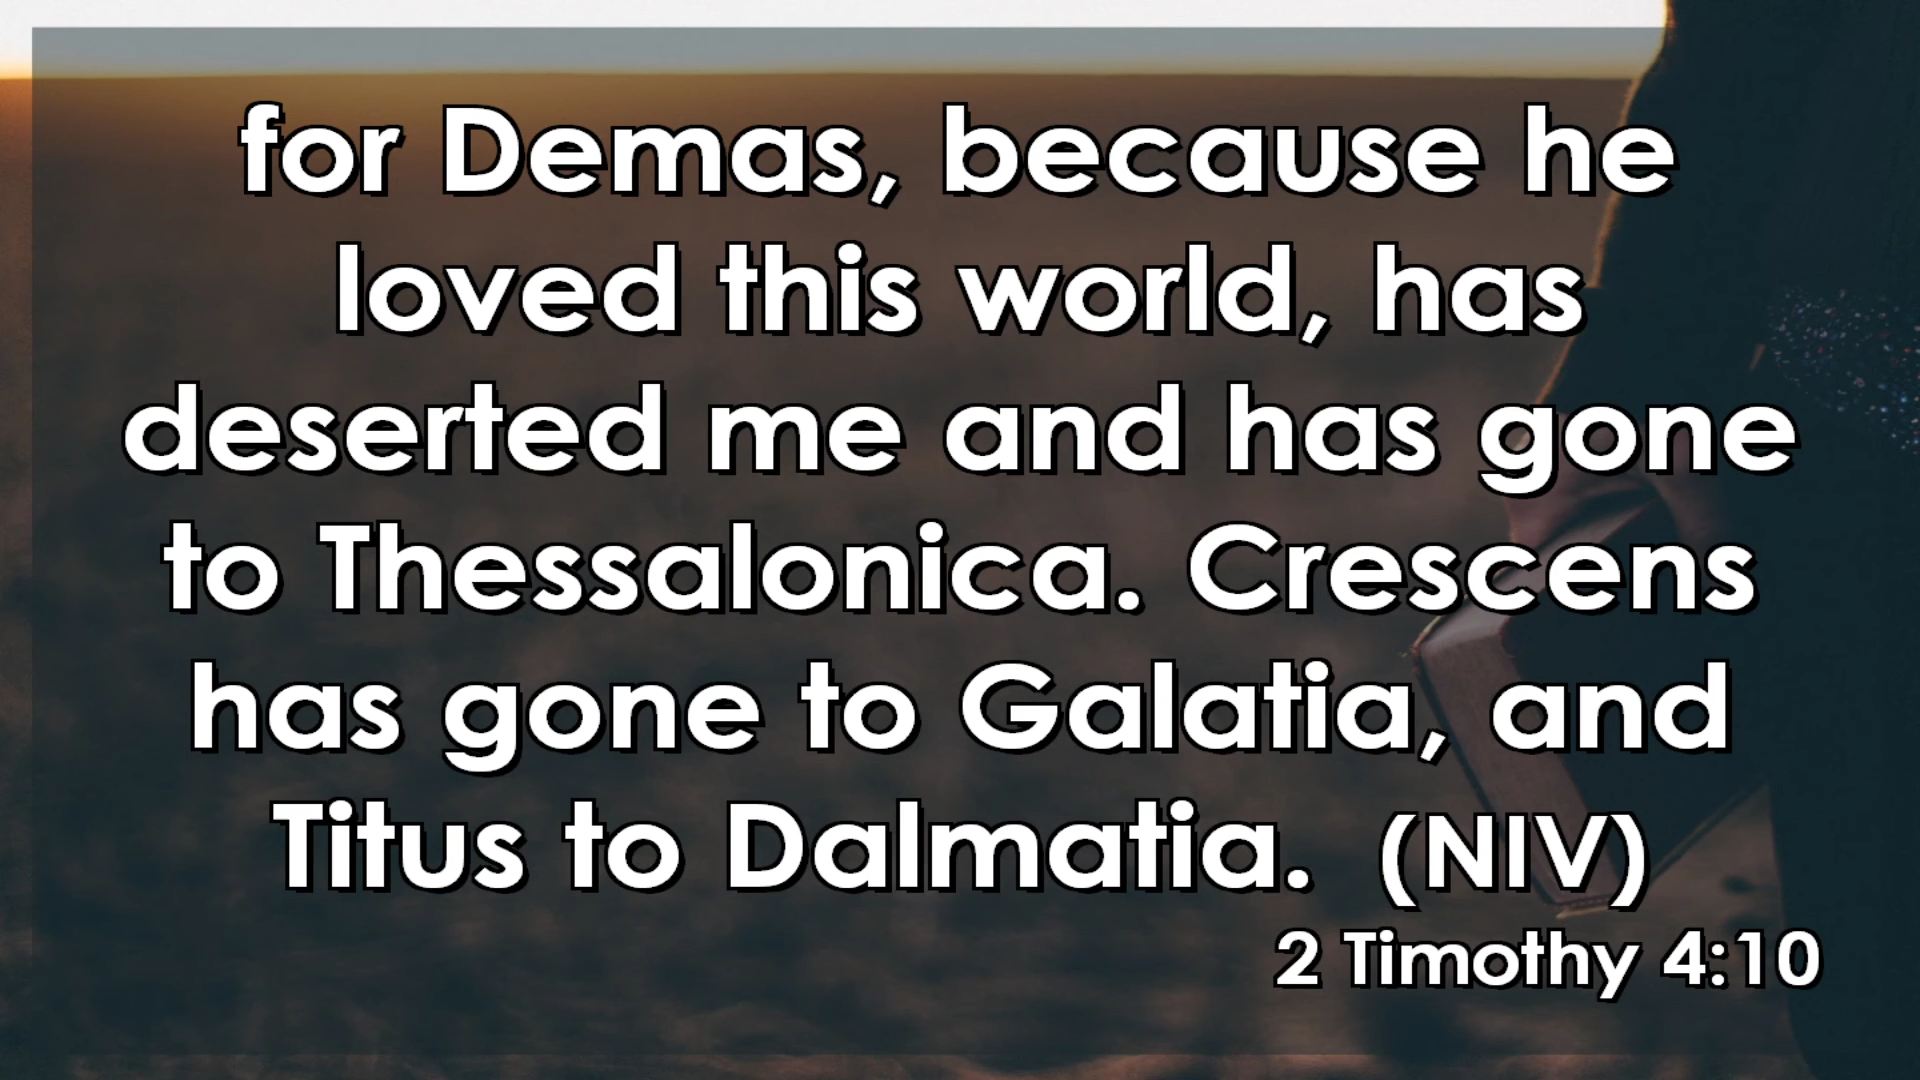 for Demas, because he
loved this world, has
deserted me and has gone
to Thessalonica. Crescens
has gone to Galatia, and
Titus to Dalmatia. (NIV)
2 Timothy 4:10